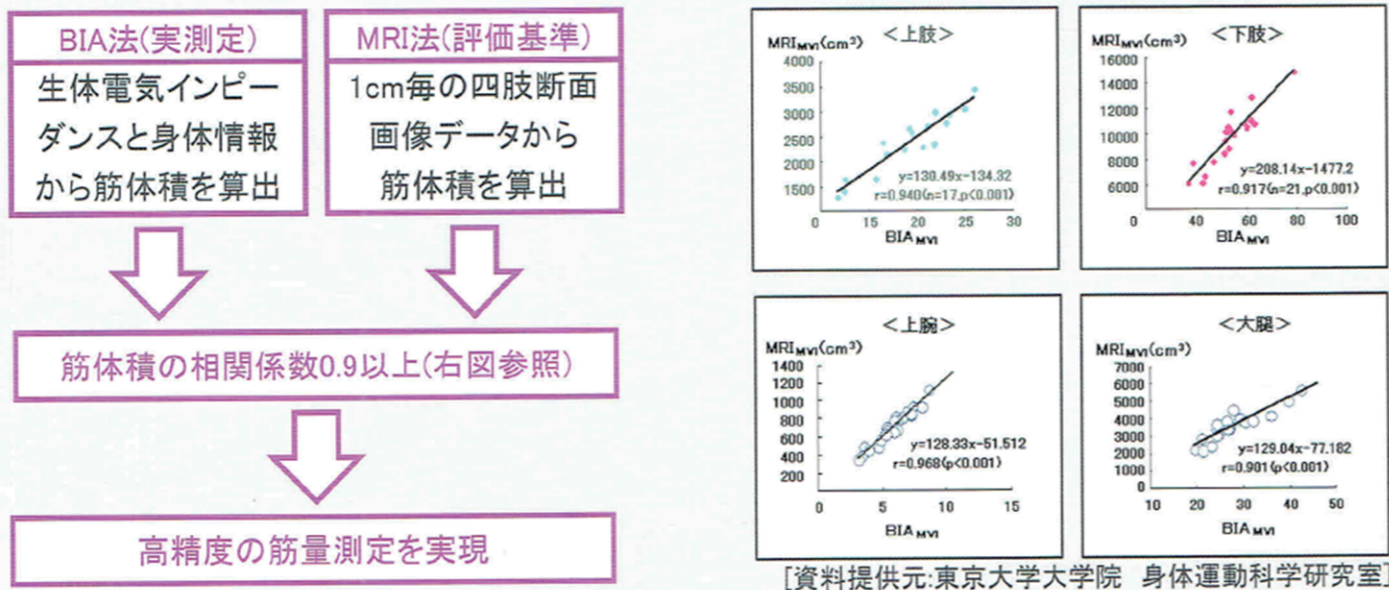 BIA法(実測定)
生体電気インピー
ダンスと身体情報
から筋体積を算出
MRI法(評価基準)
1cm毎の四肢断面
画像データから
筋体積を算出
筋体積の相関係数0.9以上(右図参照)
高精度の筋量測定を実現
<上肢>
MRIMVI(cm³)
4000
3500
3000
2500
2000
1500
y=130.49x-134.32
r=0.940(n=17,p<0.001)
0 15 15 20 25 30
BIAMVI
<下肢>
MRIMVI(cm³)
16000
14000
12000
10000
8000
6000
y=208.14x-1477.2
r=0.917(n=21,p<0.001)
0 20 40 60 80 100
BIAMVI
<上腕>
MRIMVI(cm³)
1400
1200
1000
800
600
400
200
y=128.33x-51.512
r=0.968(p<0.001)
0 5 10 15
BIAMVI
<大腿>
MRIMVI(cm³)
7000
6000
5000
4000
3000
2000
1000
0
y=129.04x-77.182
r=0.901(p<0.001)
10 20 30 40 50
BIAMVI
[資料提供元:東京大学大学院 身体運動科学研究室]